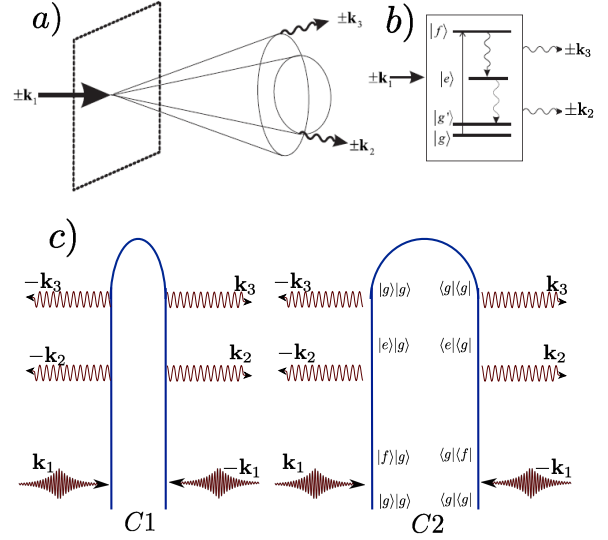 a)
±k₃
±k₁
±k₂
b)
|f⟩
±k₃
±k₁
|e⟩
±k₂
|g'⟩
|g⟩
c)
−k₃ k₃ −k₃ |g⟩|g⟩ ⟨g|⟨g| k₃
−k₂ k₂ −k₂ |e⟩|g⟩ ⟨e|⟨g| k₂
k₁ −k₁ k₁ |f⟩|g⟩ ⟨g|⟨f| −k₁
|g⟩|g⟩ ⟨g|⟨g|
C1 C2